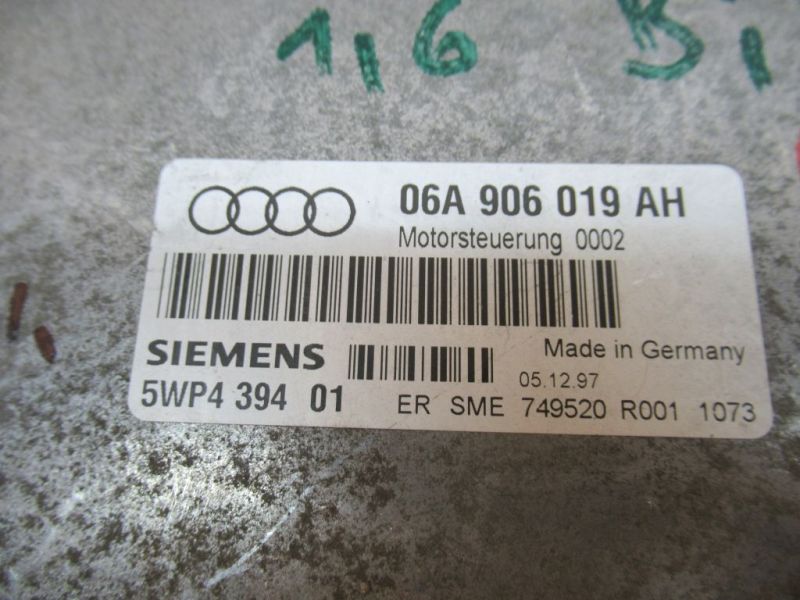 1,6
06A 906 019 AH
Motorsteuerung 0002
SIEMENS
Made in Germany
05.12.97
5WP4 394 01
ER SME 749520 R001 1073